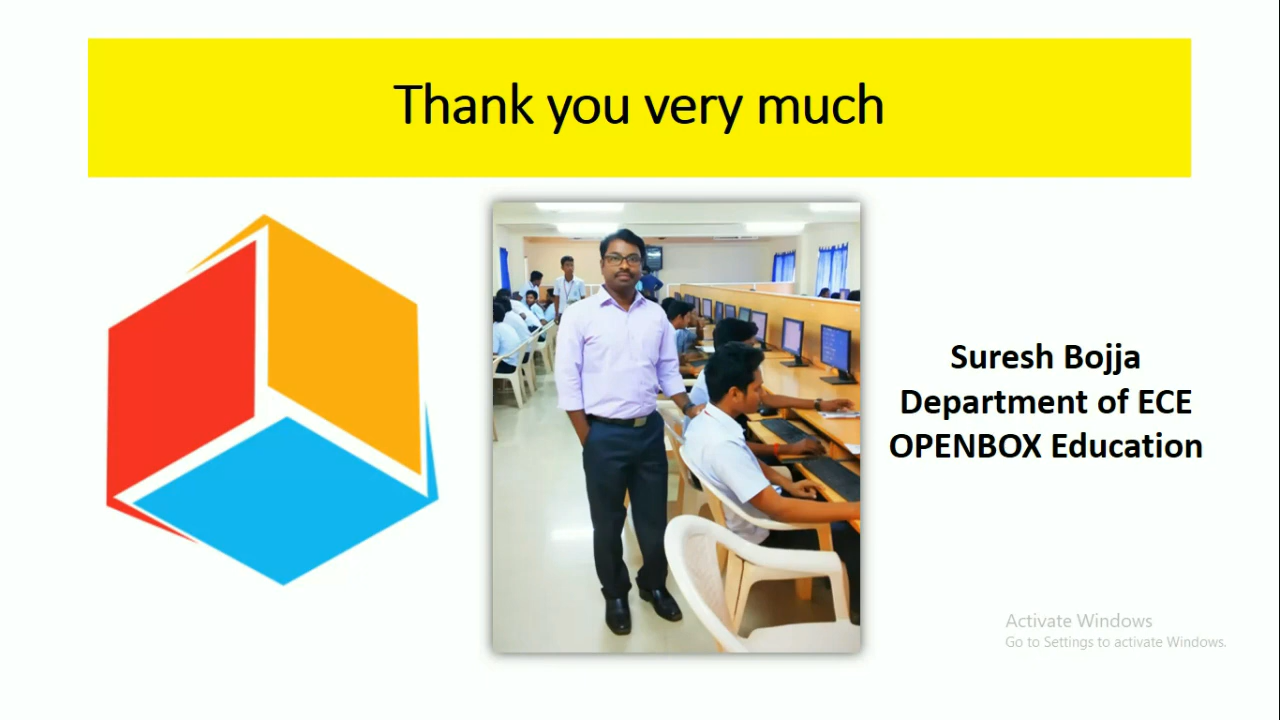 Thank you very much
Suresh Bojja
Department of ECE
OPENBOX Education
Activate Windows
Go to Settings to activate Windows.